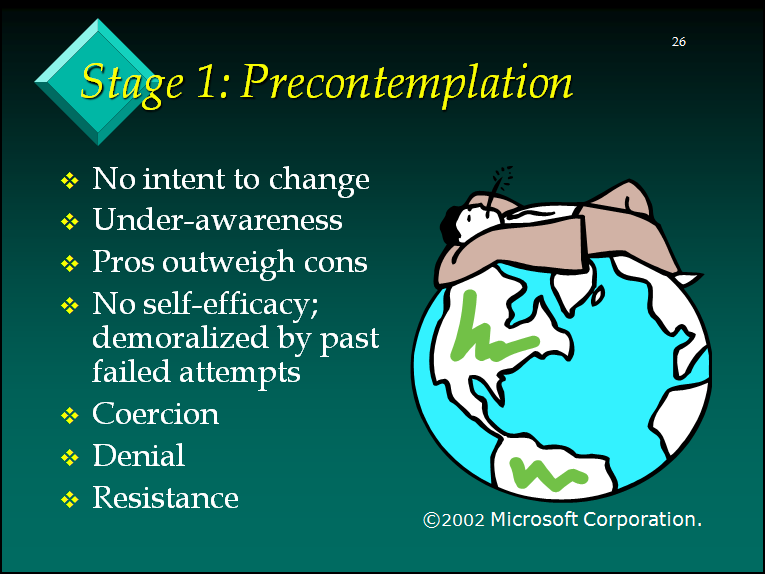 26
Stage 1: Precontemplation
No intent to change
Under-awareness
Pros outweigh cons
No self-efficacy;
demoralized by past
failed attempts
Coercion
Denial
Resistance
©2002 Microsoft Corporation.